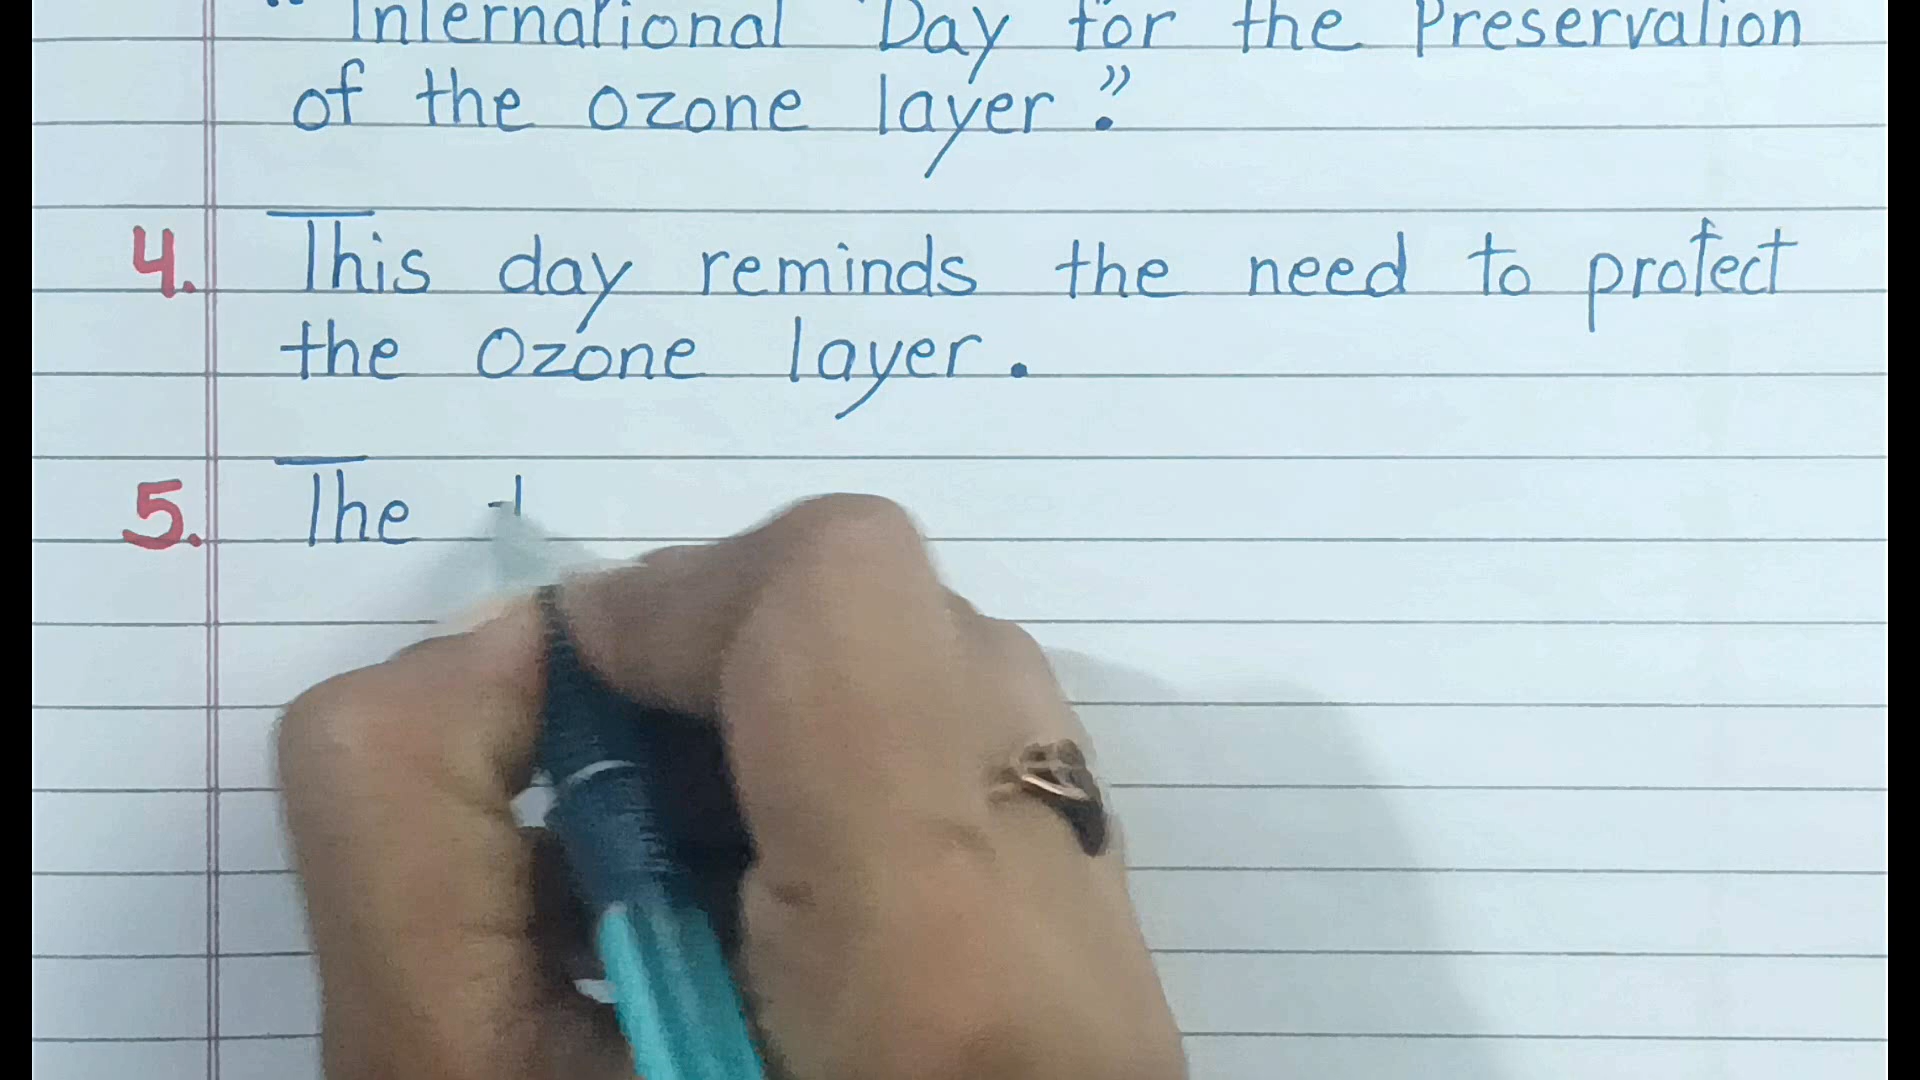 " International Day for the Preservation
of the ozone layer."
4. This day reminds the need to protect
the Ozone layer.
5. The